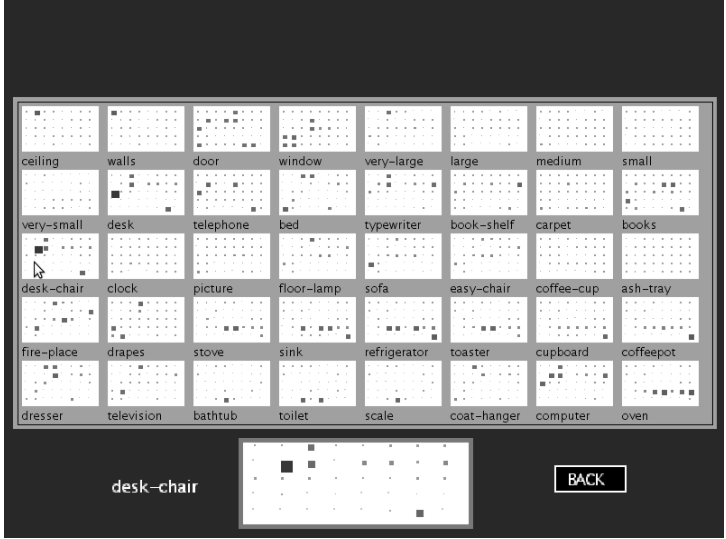 ceiling walls door window very-large large medium small
very-small desk telephone bed typewriter book-shelf carpet books
desk-chair clock picture floor-lamp sofa easy-chair coffee-cup ash-tray
fire-place drapes stove sink refrigerator toaster cupboard coffeepot
dresser television bathtub toilet scale coat-hanger computer oven
desk-chair BACK